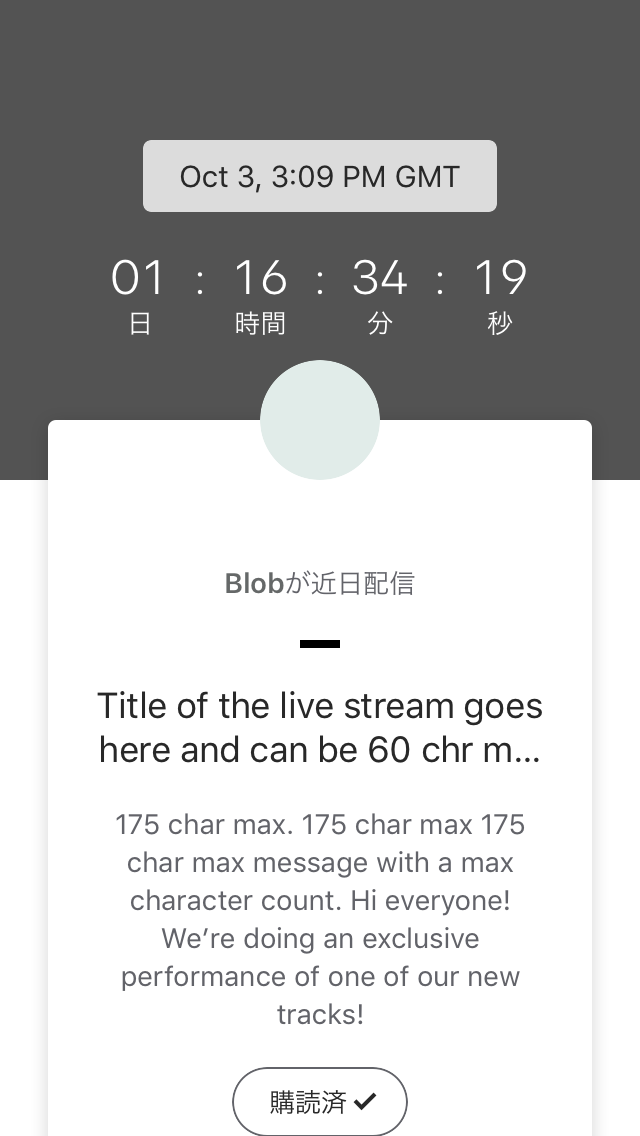 Oct 3, 3:09 PM GMT
01 : 16 : 34 : 19
日 時間 分 秒
Blobが近日配信
Title of the live stream goes
here and can be 60 chr m...
175 char max. 175 char max 175
char max message with a max
character count. Hi everyone!
We’re doing an exclusive
performance of one of our new
tracks!
購読済 ✔